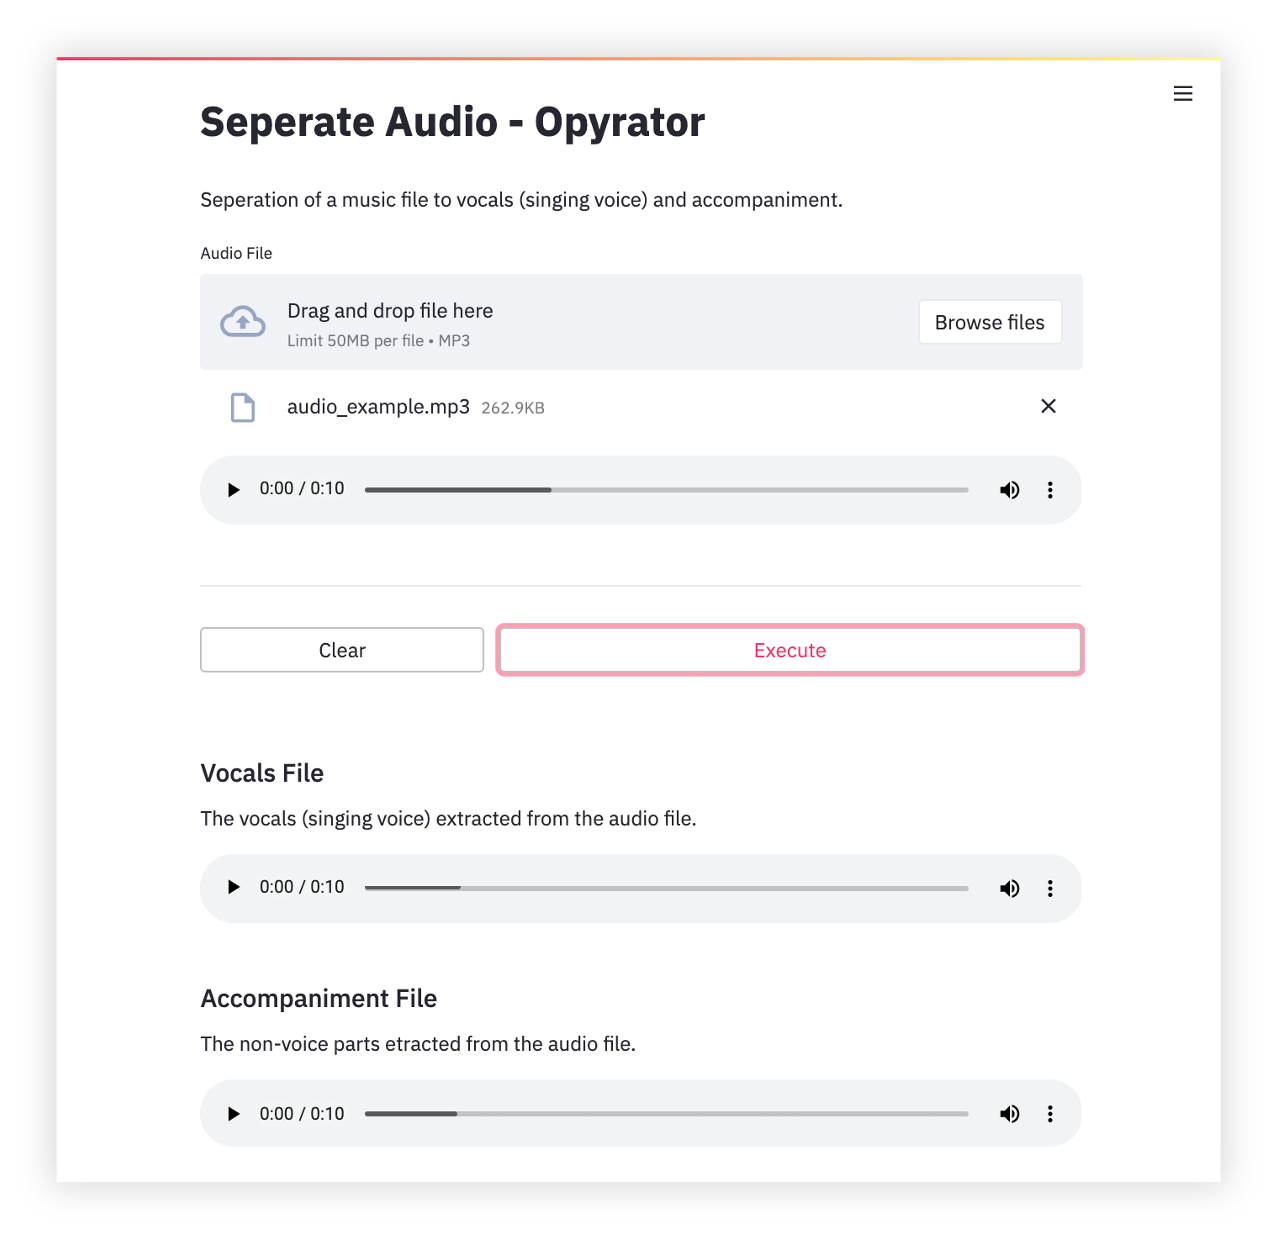 Seperate Audio - Opyrator
Seperation of a music file to vocals (singing voice) and accompaniment.
Audio File
Drag and drop file here
Limit 50MB per file • MP3
Browse files
audio_example.mp3 262.9KB
0:00 / 0:10
Clear
Execute
Vocals File
The vocals (singing voice) extracted from the audio file.
0:00 / 0:10
Accompaniment File
The non-voice parts etracted from the audio file.
0:00 / 0:10